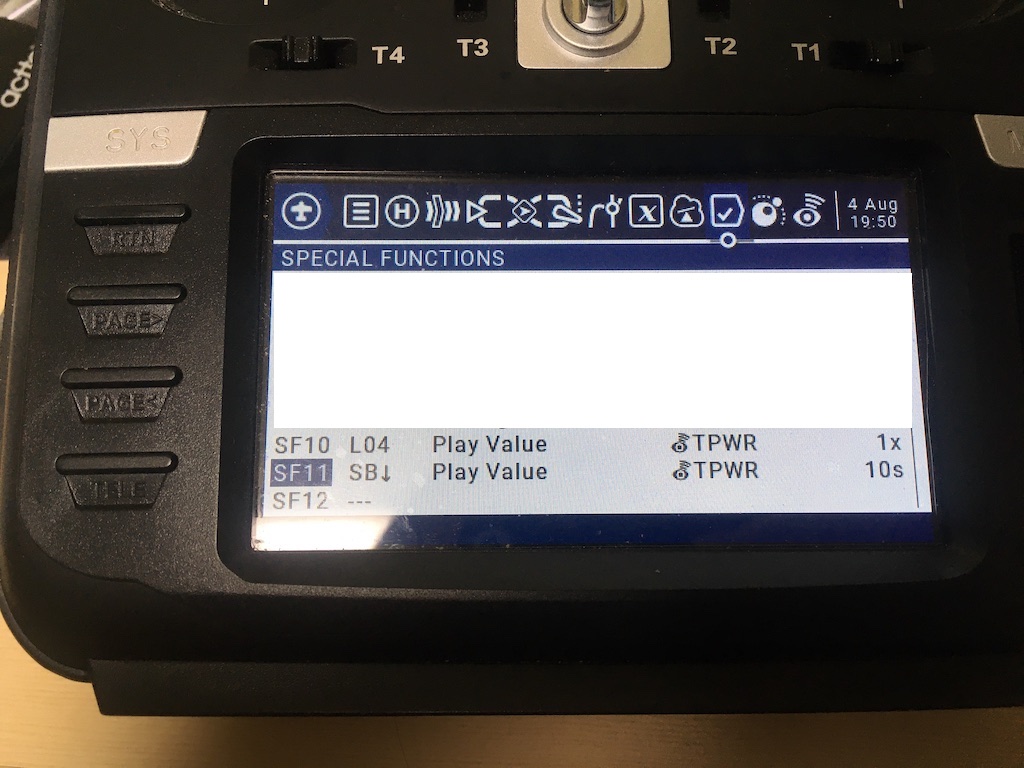 T4 T3 T2 T1
SYS
4 Aug
19:50
RTN
SPECIAL FUNCTIONS
PAGE>
PAGE<
SF10 L04 Play Value TPWR 1x
SF11 SB↓ Play Value TPWR 10s
TELE
SF12 ---